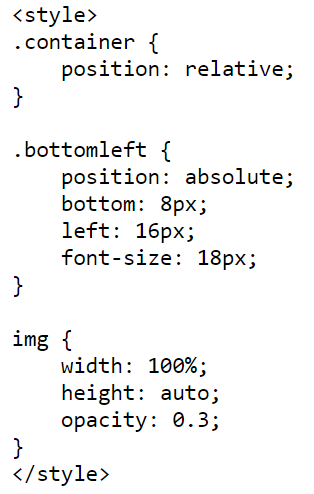 <style>
.container {
    position: relative;
}

.bottomleft {
    position: absolute;
    bottom: 8px;
    left: 16px;
    font-size: 18px;
}

img {
    width: 100%;
    height: auto;
    opacity: 0.3;
}
</style>